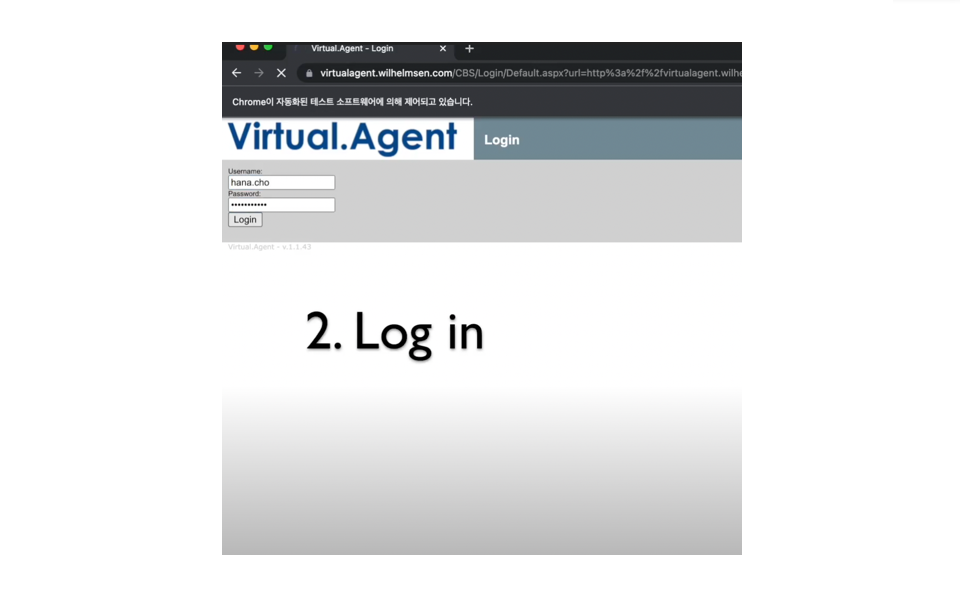 Virtual.Agent - Login
virtualagent.wilhelmsen.com/CBS/Login/Default.aspx?url=http%3a%2f%2fvirtualagent.wilhe
Chrome이 자동화된 테스트 소프트웨어에 의해 제어되고 있습니다.
Virtual.Agent
Login
Username:
hana.cho
Password:
•••••••••••
Login
Virtual.Agent - v.1.1.43
2. Log in